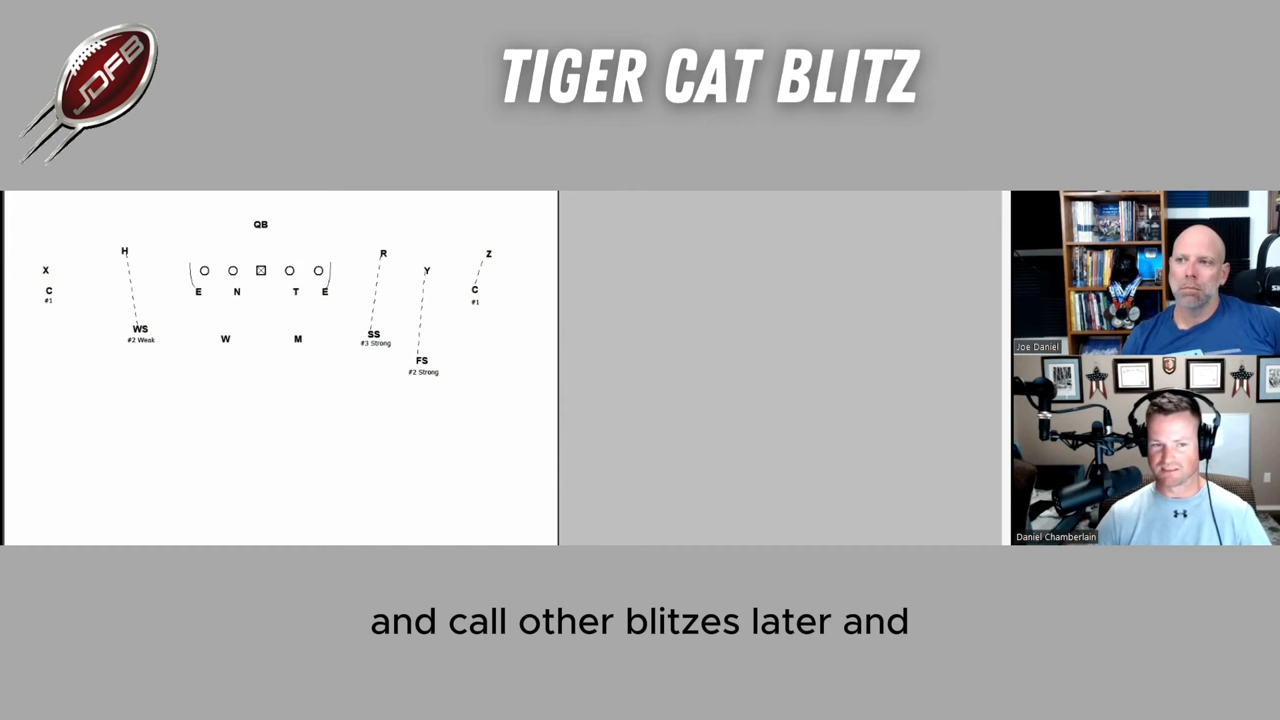 JDFB
TIGER CAT BLITZ
QB
H
R
Z
X
Y
C
#1
E
N
T
E
C
#1
WS
#2 Weak
W
M
SS
#3 Strong
FS
#2 Strong
Joe Daniel
Daniel Chamberlain
and call other blitzes later and